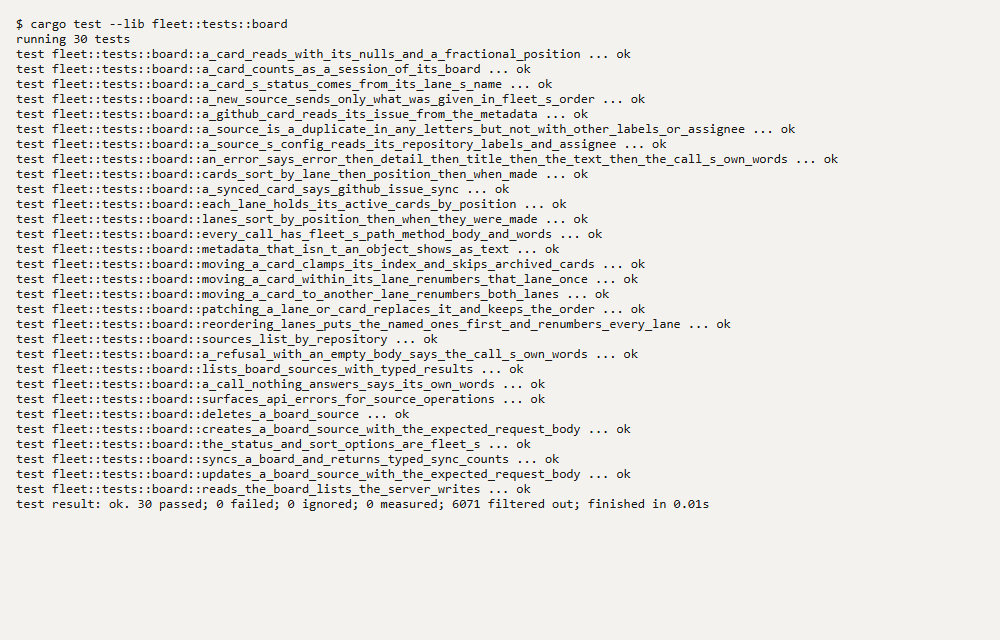 $ cargo test --lib fleet::tests::board
running 30 tests
test fleet::tests::board::a_card_reads_with_its_nulls_and_a_fractional_position ... ok
test fleet::tests::board::a_card_counts_as_a_session_of_its_board ... ok
test fleet::tests::board::a_card_s_status_comes_from_its_lane_s_name ... ok
test fleet::tests::board::a_new_source_sends_only_what_was_given_in_fleet_s_order ... ok
test fleet::tests::board::a_github_card_reads_its_issue_from_the_metadata ... ok
test fleet::tests::board::a_source_is_a_duplicate_in_any_letters_but_not_with_other_labels_or_assignee ... ok
test fleet::tests::board::a_source_s_config_reads_its_repository_labels_and_assignee ... ok
test fleet::tests::board::an_error_says_error_then_detail_then_title_then_the_text_then_the_call_s_own_words ... ok
test fleet::tests::board::cards_sort_by_lane_then_position_then_when_made ... ok
test fleet::tests::board::a_synced_card_says_github_issue_sync ... ok
test fleet::tests::board::each_lane_holds_its_active_cards_by_position ... ok
test fleet::tests::board::lanes_sort_by_position_then_when_they_were_made ... ok
test fleet::tests::board::every_call_has_fleet_s_path_method_body_and_words ... ok
test fleet::tests::board::metadata_that_isn_t_an_object_shows_as_text ... ok
test fleet::tests::board::moving_a_card_clamps_its_index_and_skips_archived_cards ... ok
test fleet::tests::board::moving_a_card_within_its_lane_renumbers_that_lane_once ... ok
test fleet::tests::board::moving_a_card_to_another_lane_renumbers_both_lanes ... ok
test fleet::tests::board::patching_a_lane_or_card_replaces_it_and_keeps_the_order ... ok
test fleet::tests::board::reordering_lanes_puts_the_named_ones_first_and_renumbers_every_lane ... ok
test fleet::tests::board::sources_list_by_repository ... ok
test fleet::tests::board::a_refusal_with_an_empty_body_says_the_call_s_own_words ... ok
test fleet::tests::board::lists_board_sources_with_typed_results ... ok
test fleet::tests::board::a_call_nothing_answers_says_its_own_words ... ok
test fleet::tests::board::surfaces_api_errors_for_source_operations ... ok
test fleet::tests::board::deletes_a_board_source ... ok
test fleet::tests::board::creates_a_board_source_with_the_expected_request_body ... ok
test fleet::tests::board::the_status_and_sort_options_are_fleet_s ... ok
test fleet::tests::board::syncs_a_board_and_returns_typed_sync_counts ... ok
test fleet::tests::board::updates_a_board_source_with_the_expected_request_body ... ok
test fleet::tests::board::reads_the_board_lists_the_server_writes ... ok
test result: ok. 30 passed; 0 failed; 0 ignored; 0 measured; 6071 filtered out; finished in 0.01s